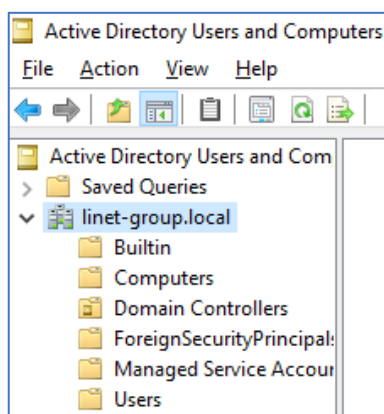 Active Directory Users and Computers
File Action View Help
Active Directory Users and Com
Saved Queries
linet-group.local
Builtin
Computers
Domain Controllers
ForeignSecurityPrincipals
Managed Service Accour
Users